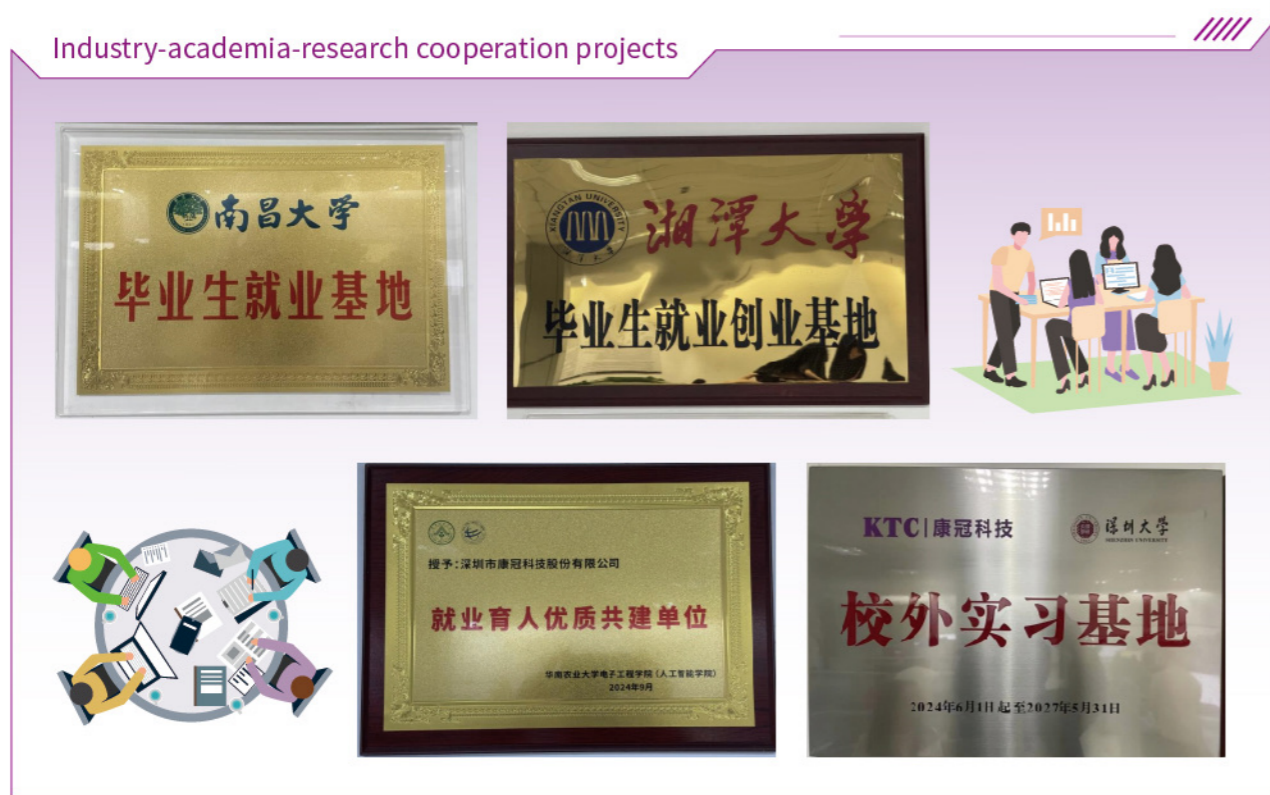 Industry-academia-research cooperation projects
南昌大学
毕业生就业基地
XIANGTAN UNIVERSITY
湘潭大学
湘潭大学
毕业生就业创业基地
授予:深圳市康冠科技股份有限公司
就业育人优质共建单位
华南农业大学电子工程学院(人工智能学院)
2024年9月
KTC|康冠科技
深圳大学
SHENZHEN UNIVERSITY
校外实习基地
2024年6月1日起至2027年5月31日